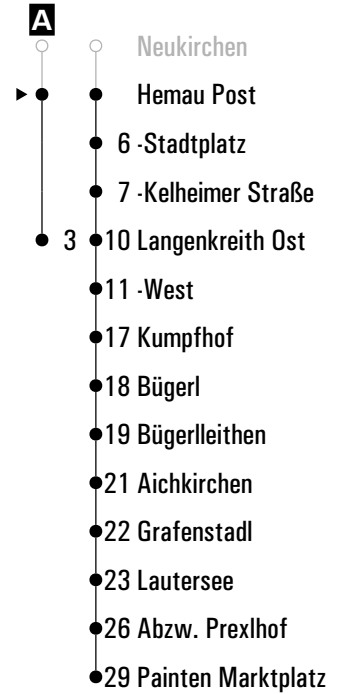 A
Neukirchen
Hemau Post
6 -Stadtplatz
7 -Kelheimer Straße
3 10 Langenkreith Ost
11 -West
17 Kumpfhof
18 Bügerl
19 Bügerlleithen
21 Aichkirchen
22 Grafenstadl
23 Lautersee
26 Abzw. Prexlhof
29 Painten Marktplatz